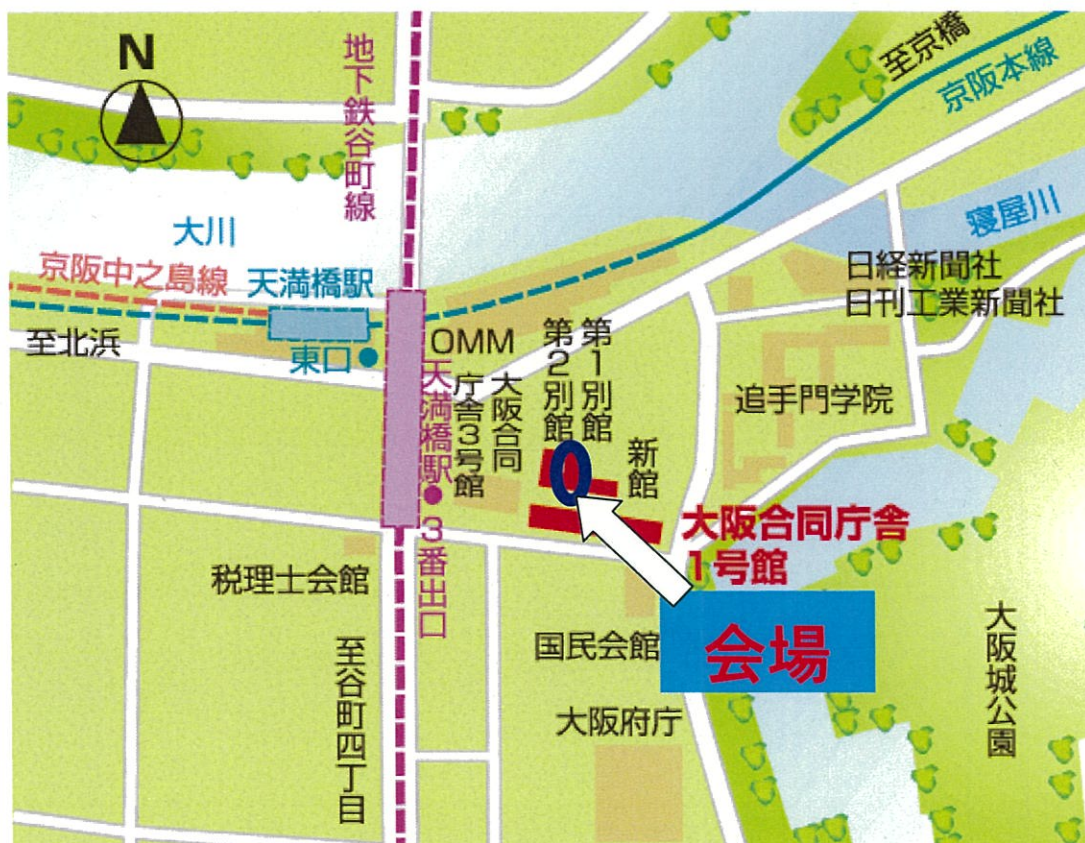 N
地下鉄谷町線
至京橋
京阪本線
大川
寝屋川
京阪中之島線
天満橋駅
日経新聞社
日刊工業新聞社
至北浜
東口
OMM
天満橋駅
3番出口
大阪合同
庁舎3号館
第1別館
第2別館
新館
追手門学院
大阪合同庁舎
1号館
税理士会館
会場
国民会館
大阪府庁
至谷町四丁目
大阪城公園